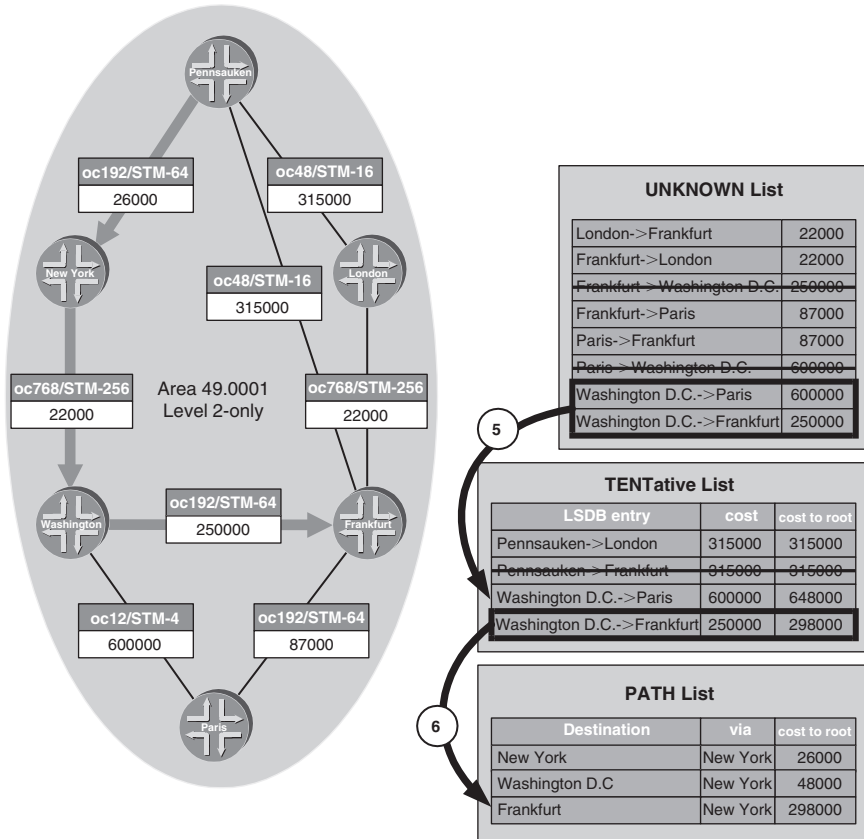 Pennsauken
oc192/STM-64
26000
oc48/STM-16
315000
New York
London
oc48/STM-16
315000
oc768/STM-256
22000
Area 49.0001
Level 2-only
oc768/STM-256
22000
Washington
oc192/STM-64
250000
Frankfurt
oc12/STM-4
600000
oc192/STM-64
87000
Paris
UNKNOWN List
London->Frankfurt 22000
Frankfurt->London 22000
Frankfurt->Washington D.C. 250000
Frankfurt->Paris 87000
Paris->Frankfurt 87000
Paris->Washington D.C. 600000
Washington D.C.->Paris 600000
Washington D.C.->Frankfurt 250000
5
TENTative List
LSDB entry cost cost to root
Pennsauken->London 315000 315000
Pennsauken->Frankfurt 315000 315000
Washington D.C.->Paris 600000 648000
Washington D.C.->Frankfurt 250000 298000
6
PATH List
Destination via cost to root
New York New York 26000
Washington D.C New York 48000
Frankfurt New York 298000